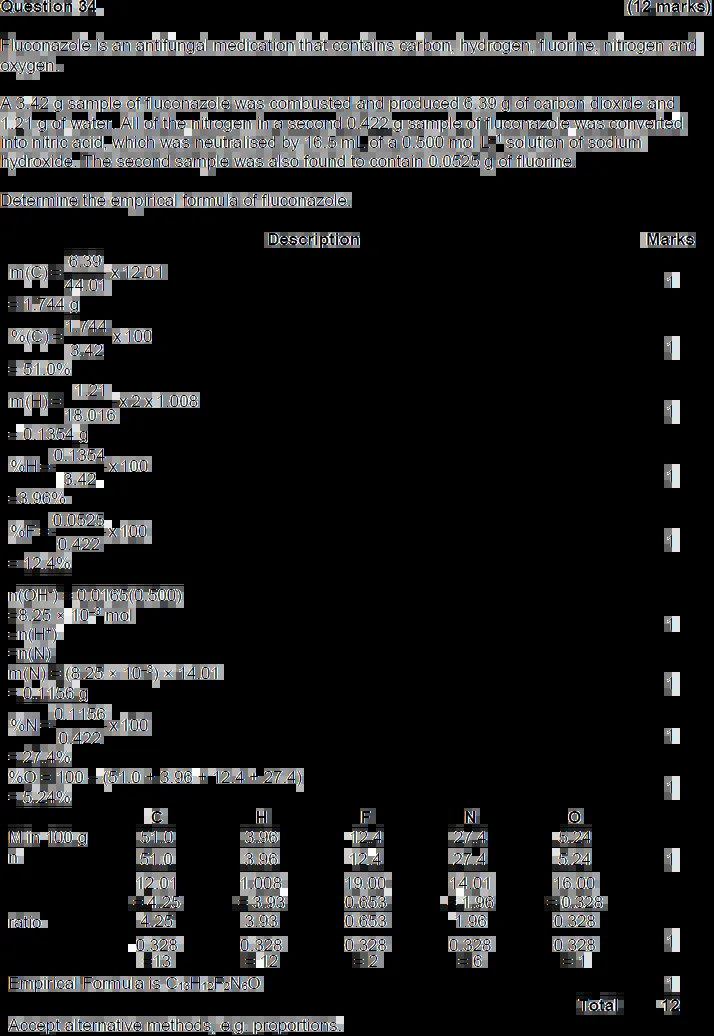 Question 34 (12 marks)
Fluconazole is an antifungal medication that contains carbon, hydrogen, fluorine, nitrogen and
oxygen.
A 3.42 g sample of fluconazole was combusted and produced 6.39 g of carbon dioxide and
1.21 g of water. All of the nitrogen in a second 0.422 g sample of fluconazole was converted
into nitric acid, which was neutralised by 16.5 mL of a 0.500 mol L⁻¹ solution of sodium
hydroxide. The second sample was also found to contain 0.0525 g of fluorine.
Determine the empirical formula of fluconazole.
Description Marks
6.39
m(C) = x 12.01 1
44.01
= 1.744 g
1.744
%(C) = x 100 1
3.42
= 51.0%
1.21
m(H) = x 2 x 1.008 1
18.016
= 0.1354 g
0.1354
%H = x 100 1
3.42
=3.96%
0.0525
%F = x 100 1
0.422
= 12.4%
n(OH⁻) = 0.0165(0.500)
=8.25 × 10⁻³ mol 1
=n(H⁺)
=n(N)
m(N) = (8.25 × 10⁻³) × 14.01 1
= 0.1156 g
0.1156
%N = x 100 1
0.422
= 27.4%
%O = 100 – (51.0 + 3.96 + 12.4 + 27.4) 1
= 5.24%
C H F N O
M in 100 g 51.0 3.96 12.4 27.4 5.24
n 51.0 3.96 12.4 27.4 5.24 1
12.01 1.008 19.00 14.01 16.00
= 4.25 = 3.93 = 0.653 = 1.96 = 0.328
ratio 4.25 3.93 0.653 1.96 0.328
0.328 0.328 0.328 0.328 0.328 1
= 13 = 12 = 2 = 6 = 1
Empirical Formula is C₁₃H₁₂F₂N₆O 1
Total 12
Accept alternative methods, e.g. proportions.